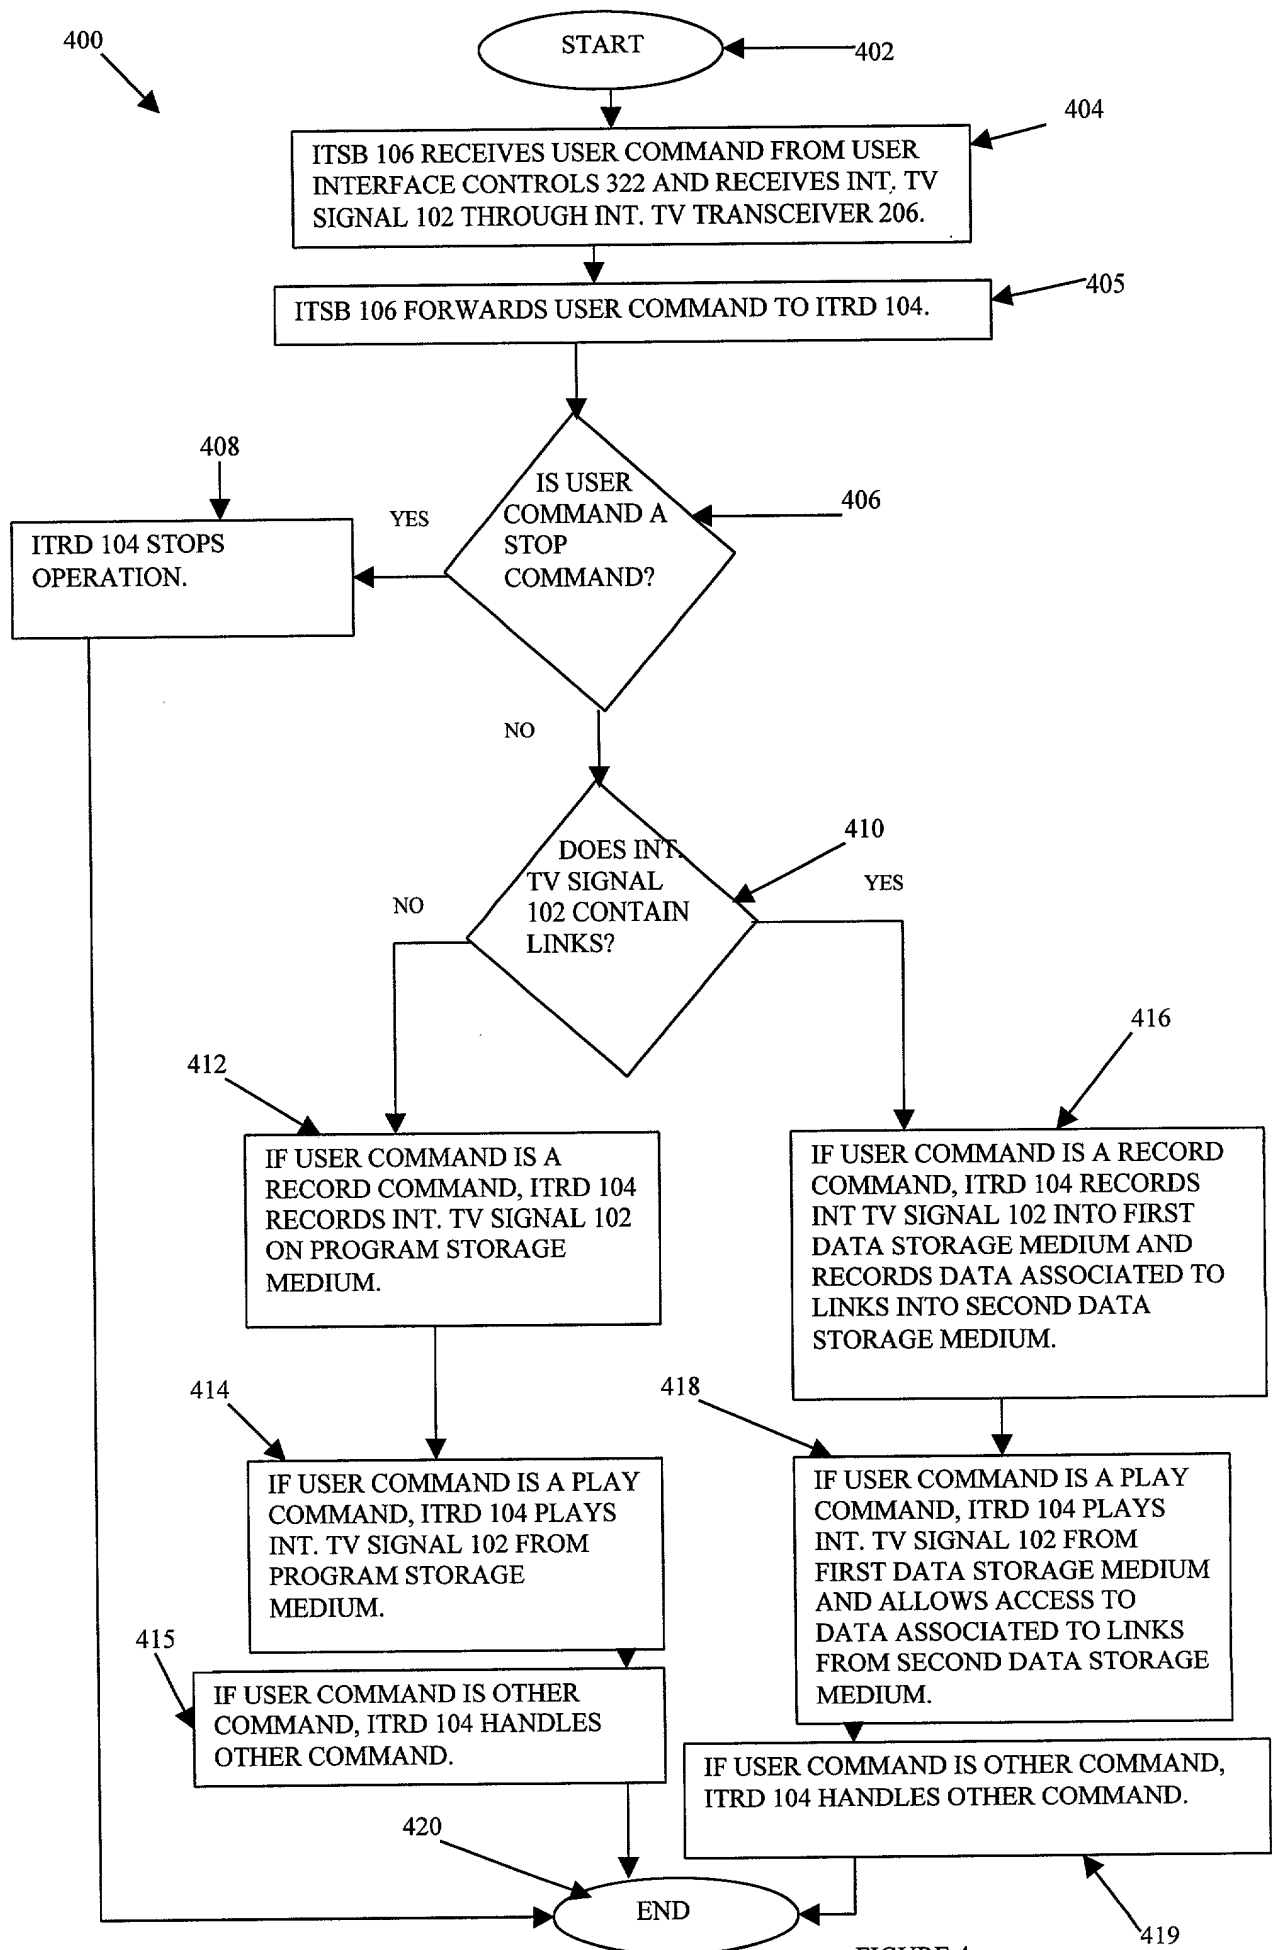 400
START
402
404
ITSB 106 RECEIVES USER COMMAND FROM USER
INTERFACE CONTROLS 322 AND RECEIVES INT. TV
SIGNAL 102 THROUGH INT. TV TRANSCEIVER 206.
405
ITSB 106 FORWARDS USER COMMAND TO ITRD 104.
408
IS USER
COMMAND A
STOP
COMMAND?
406
YES
ITRD 104 STOPS
OPERATION.
NO
410
DOES INT.
TV SIGNAL
102 CONTAIN
LINKS?
YES
NO
416
412
IF USER COMMAND IS A
RECORD COMMAND, ITRD 104
RECORDS INT. TV SIGNAL 102
ON PROGRAM STORAGE
MEDIUM.
IF USER COMMAND IS A RECORD
COMMAND, ITRD 104 RECORDS
INT TV SIGNAL 102 INTO FIRST
DATA STORAGE MEDIUM AND
RECORDS DATA ASSOCIATED TO
LINKS INTO SECOND DATA
STORAGE MEDIUM.
414
418
IF USER COMMAND IS A PLAY
COMMAND, ITRD 104 PLAYS
INT. TV SIGNAL 102 FROM
PROGRAM STORAGE
MEDIUM.
IF USER COMMAND IS A PLAY
COMMAND, ITRD 104 PLAYS
INT. TV SIGNAL 102 FROM
FIRST DATA STORAGE MEDIUM
AND ALLOWS ACCESS TO
DATA ASSOCIATED TO LINKS
FROM SECOND DATA STORAGE
MEDIUM.
415
IF USER COMMAND IS OTHER
COMMAND, ITRD 104 HANDLES
OTHER COMMAND.
IF USER COMMAND IS OTHER COMMAND,
ITRD 104 HANDLES OTHER COMMAND.
420
END
419
FIGURE 4